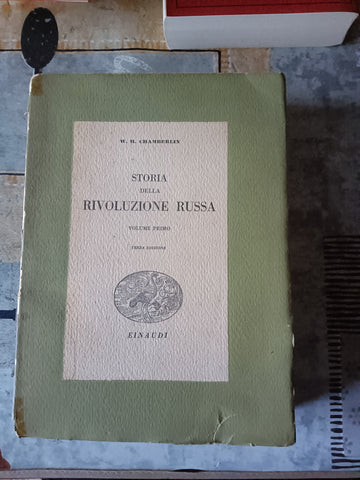 W. H. CHAMBERLIN
STORIA
DELLA
RIVOLUZIONE RUSSA
VOLUME PRIMO
TERZA EDIZIONE
EINAUDI